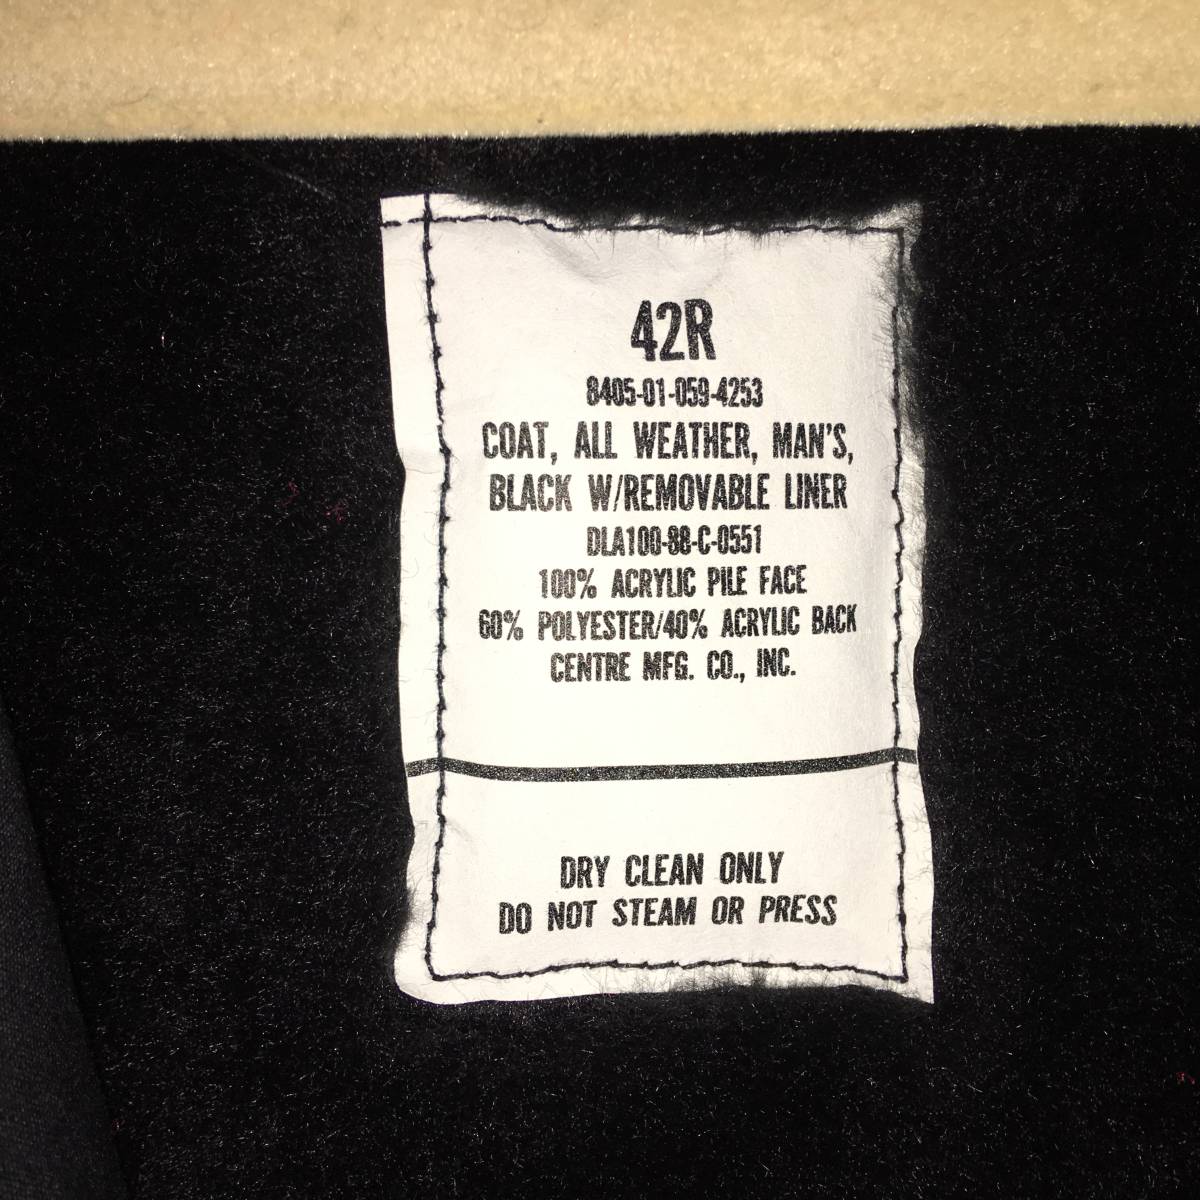 42R
8405-01-059-4253
COAT, ALL WEATHER, MAN'S,
BLACK W/REMOVABLE LINER
DLA100-88-C-0551
100% ACRYLIC PILE FACE
60% POLYESTER/40% ACRYLIC BACK
CENTRE MFG. CO., INC.
DRY CLEAN ONLY
DO NOT STEAM OR PRESS